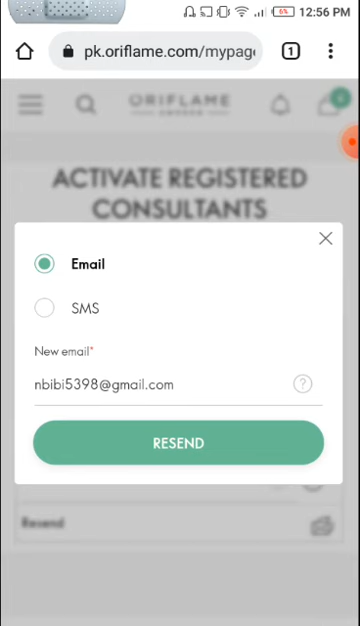 6% 12:56 PM
pk.oriflame.com/mypage
1
ORIFLAME
SWEDEN
ACTIVATE REGISTERED
CONSULTANTS
Email
SMS
New email*
nbibi5398@gmail.com
?
RESEND
Resend